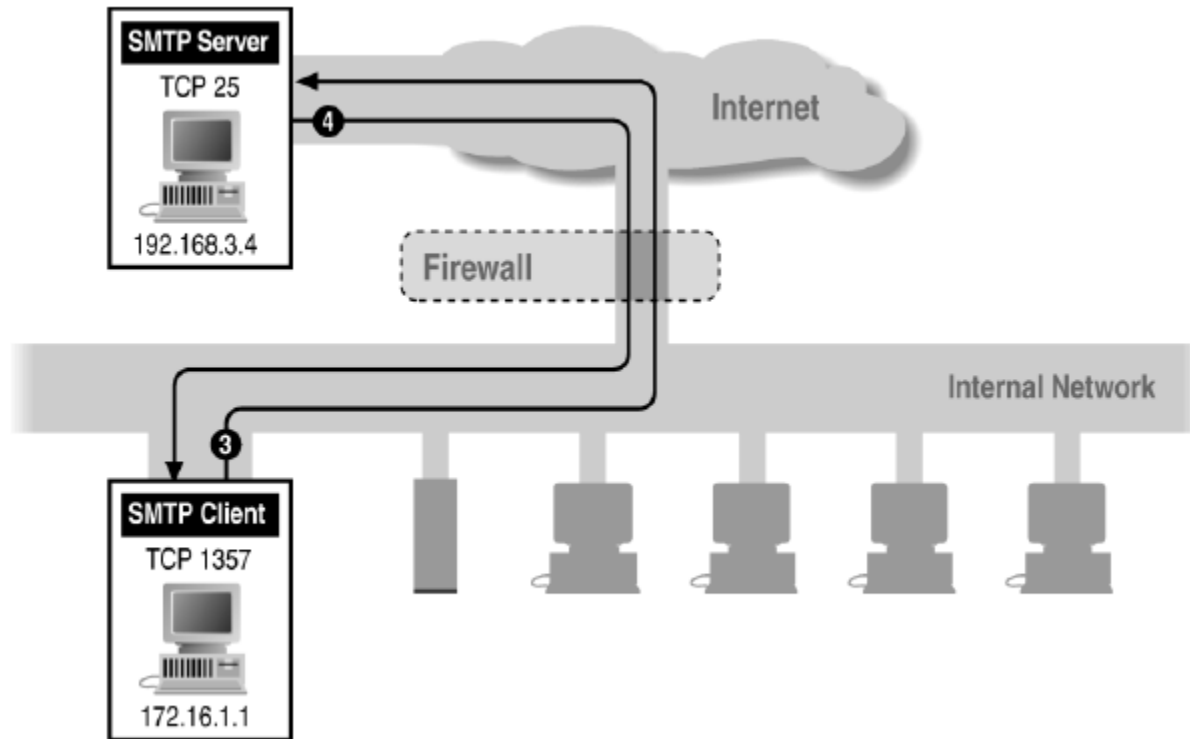 SMTP Server
TCP 25
192.168.3.4
4
Internet
Firewall
Internal Network
3
SMTP Client
TCP 1357
172.16.1.1